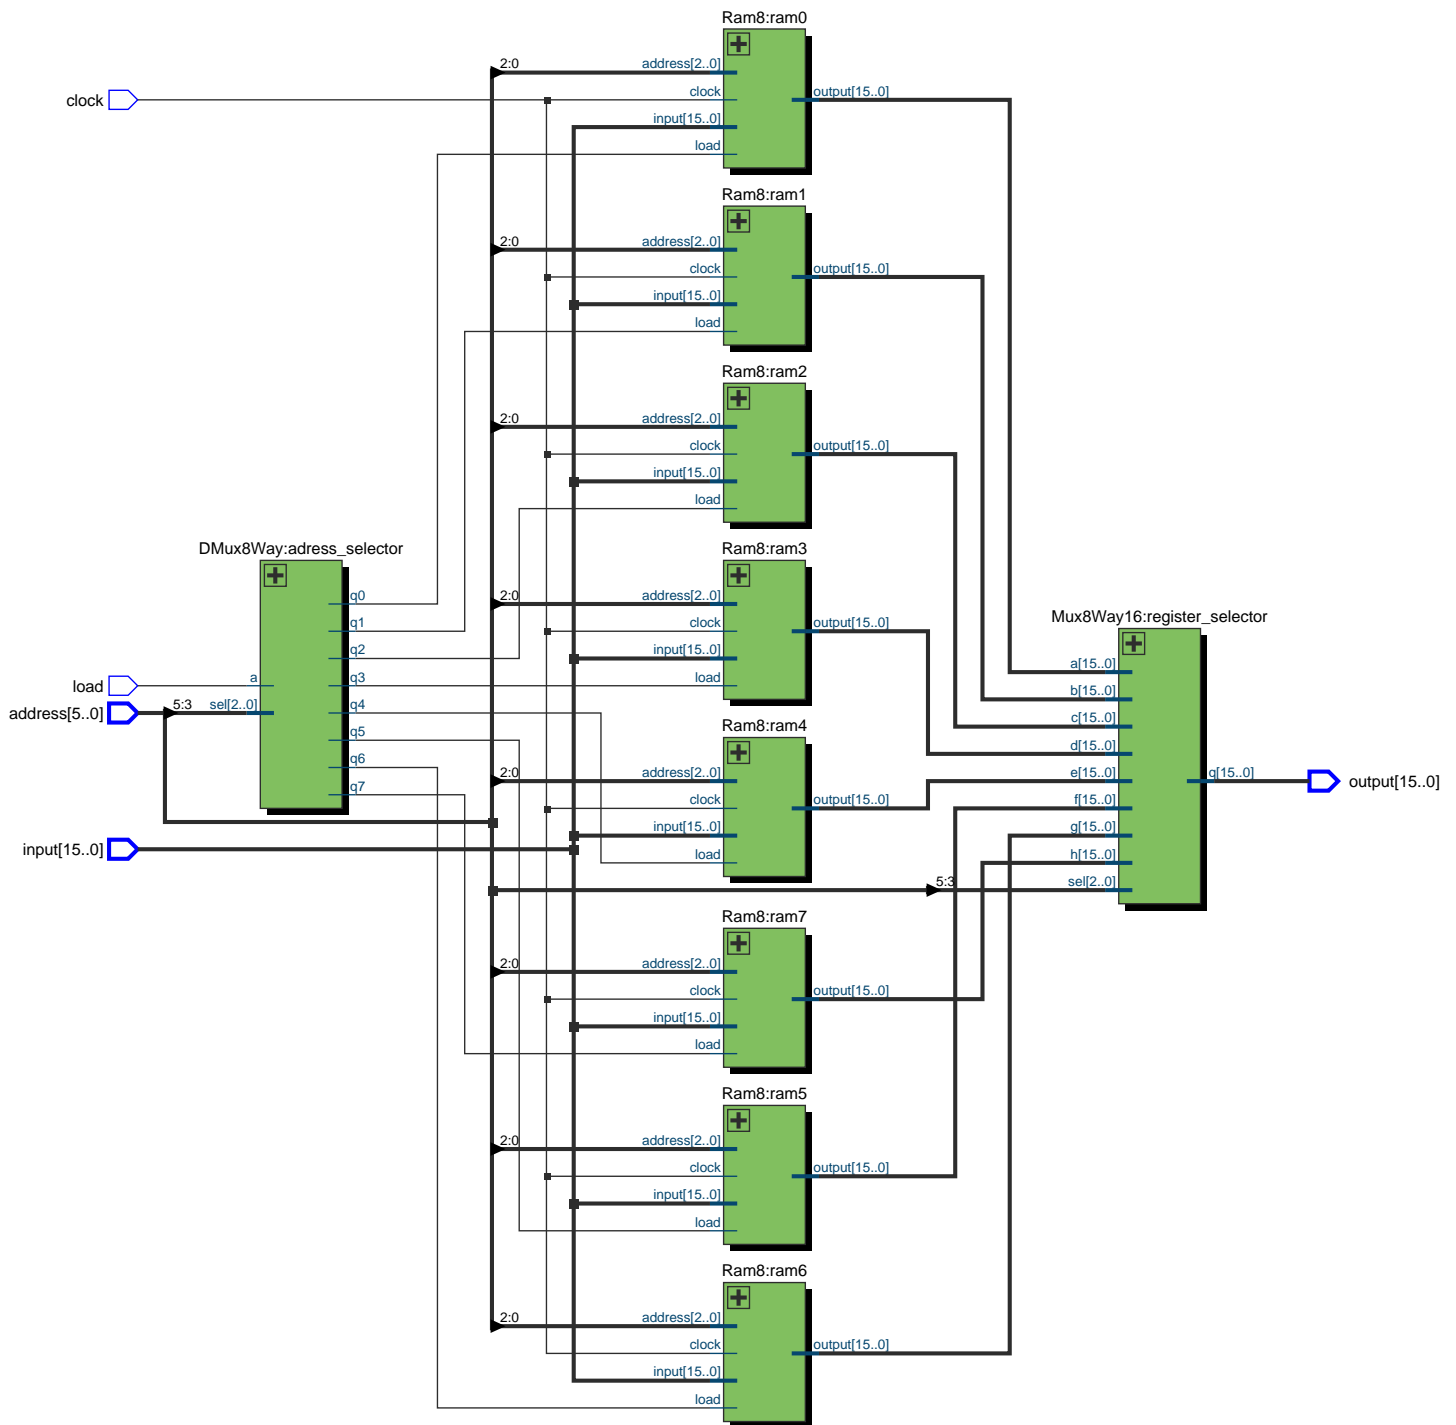 Ram8:ram0
2:0
address[2..0]
clock
input[15..0]
load
output[15..0]
clock
Ram8:ram1
2:0
address[2..0]
clock
input[15..0]
load
output[15..0]
Ram8:ram2
2:0
address[2..0]
clock
input[15..0]
load
output[15..0]
DMux8Way:adress_selector
q0
q1
q2
q3
q4
q5
q6
q7
a
sel[2..0]
5:3
load
address[5..0]
input[15..0]
Ram8:ram3
2:0
address[2..0]
clock
input[15..0]
load
output[15..0]
Ram8:ram4
2:0
address[2..0]
clock
input[15..0]
load
output[15..0]
Mux8Way16:register_selector
a[15..0]
b[15..0]
c[15..0]
d[15..0]
e[15..0]
f[15..0]
g[15..0]
h[15..0]
5:3
sel[2..0]
q[15..0]
output[15..0]
Ram8:ram7
2:0
address[2..0]
clock
input[15..0]
load
output[15..0]
Ram8:ram5
2:0
address[2..0]
clock
input[15..0]
load
output[15..0]
Ram8:ram6
2:0
address[2..0]
clock
input[15..0]
load
output[15..0]